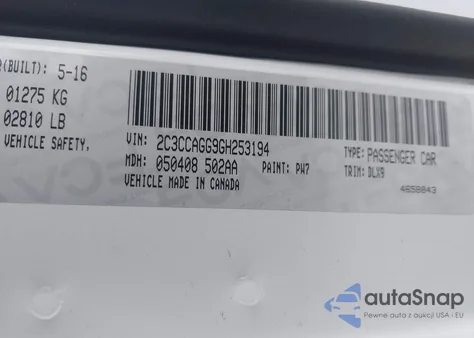 (BUILT): 5-16
01275 KG
02810 LB
VEHICLE SAFETY,
VIN: 2C3CCAGG9GH253194
TYPE: PASSENGER CAR
MDH: 050408 502AA
PAINT: PW7
TRIM: DLX9
VEHICLE MADE IN CANADA
4658843
autoSnap
Pewne auto z aukcji USA i EU